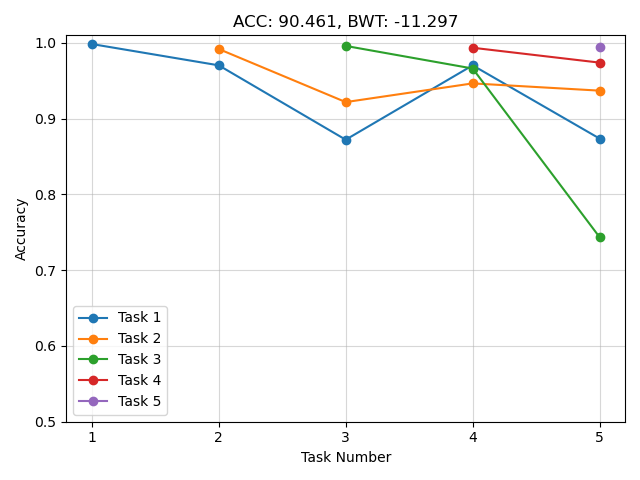 ACC: 90.461, BWT: -11.297
1.0
0.9
0.8
0.7
0.6
0.5
Accuracy
Task 1
Task 2
Task 3
Task 4
Task 5
1 2 3 4 5
Task Number